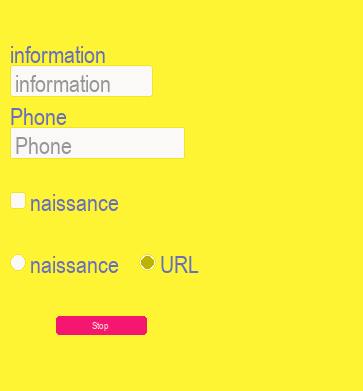 information
information
Phone
Phone
naissance
naissance URL
Stop